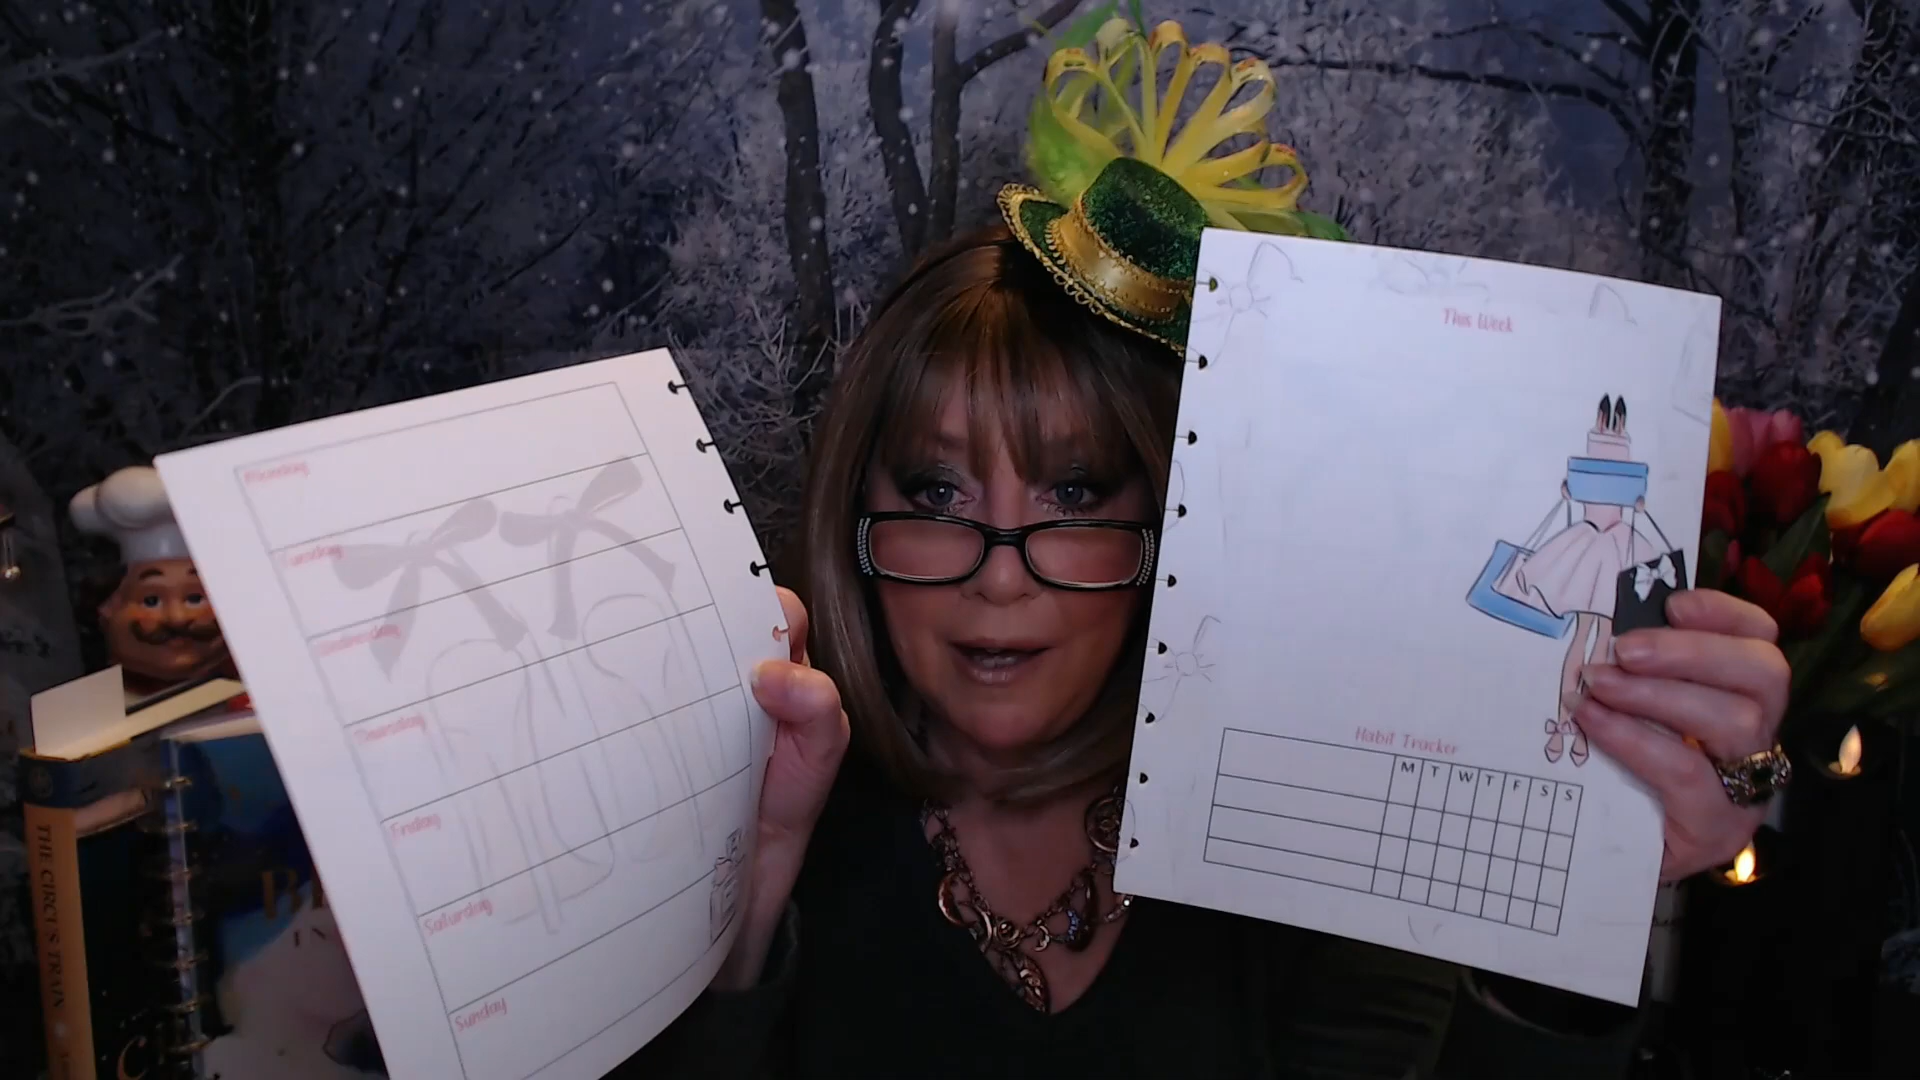 Monday
Tuesday
Wednesday
Thursday
Friday
Saturday
Sunday
This Week
Habit Tracker
M T W T F S S
THE CIRCUS TRAIN